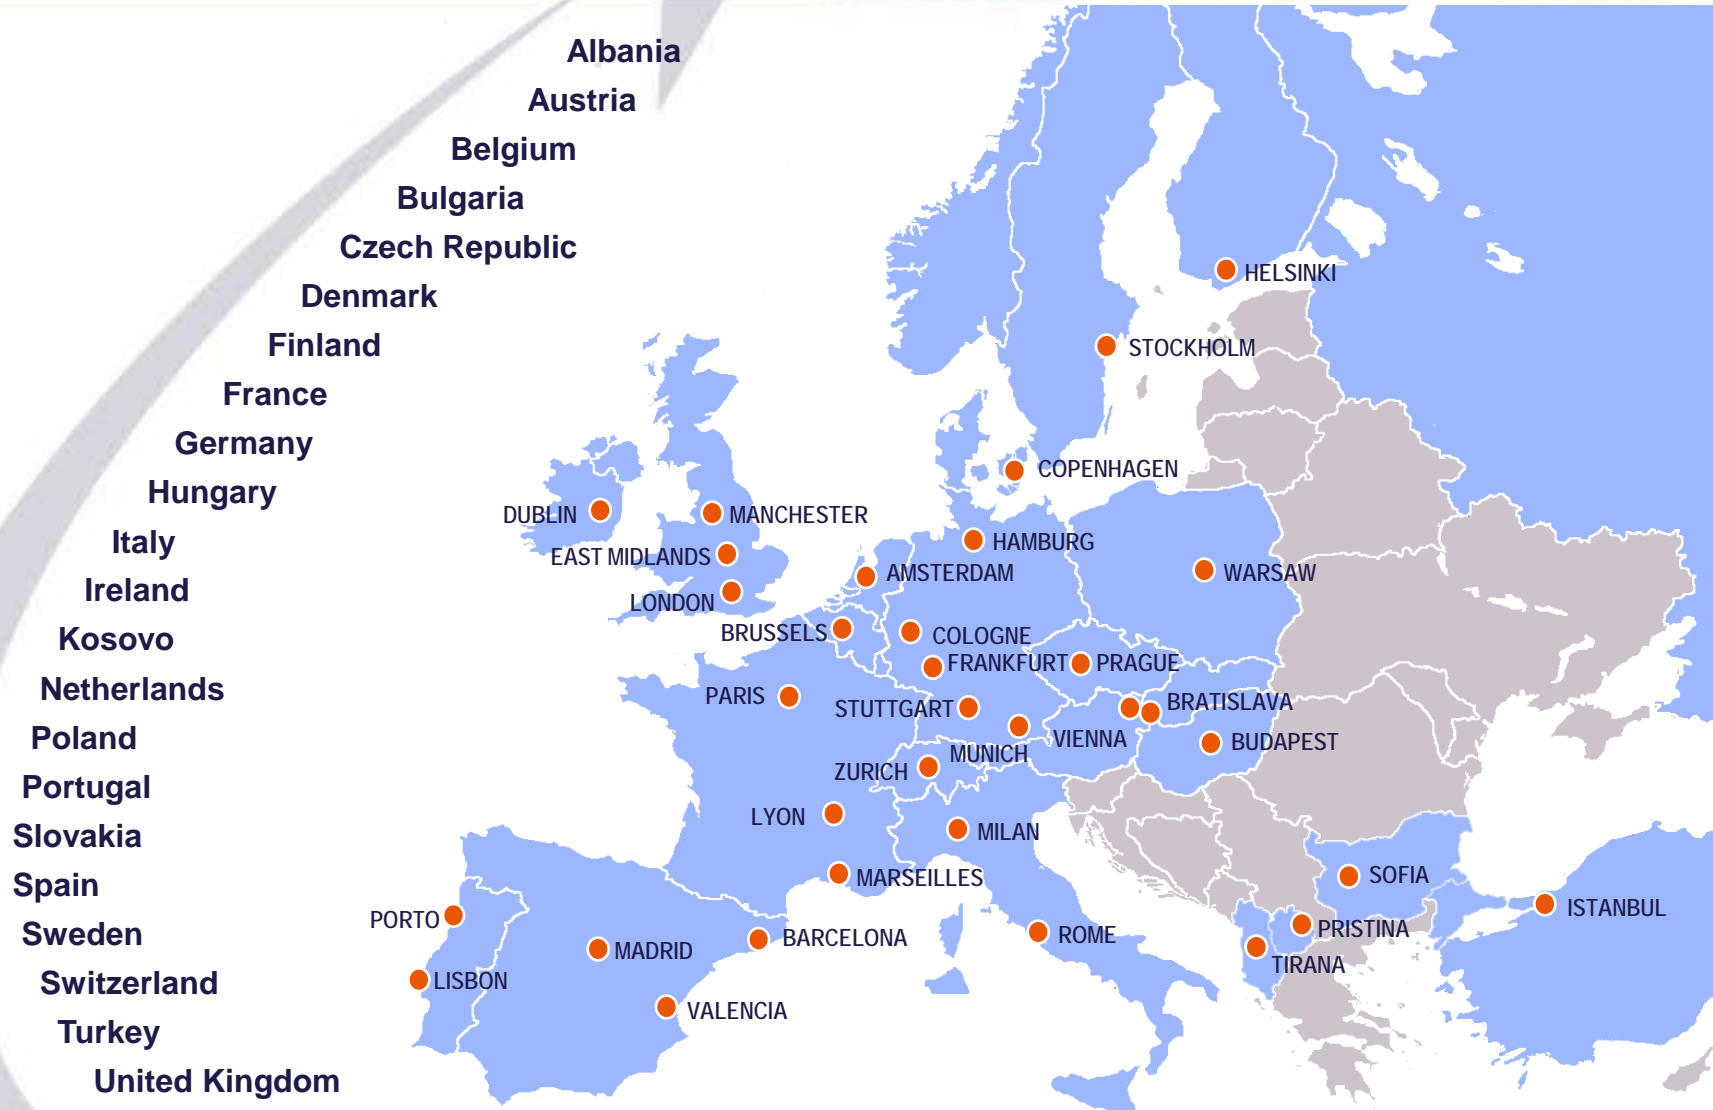 Albania
Austria
Belgium
Bulgaria
Czech Republic
Denmark
Finland
France
Germany
Hungary
Italy
Ireland
Kosovo
Netherlands
Poland
Portugal
Slovakia
Spain
Sweden
Switzerland
Turkey
United Kingdom
HELSINKI
STOCKHOLM
COPENHAGEN
DUBLIN
MANCHESTER
EAST MIDLANDS
LONDON
HAMBURG
AMSTERDAM
WARSAW
BRUSSELS
COLOGNE
FRANKFURT
PRAGUE
PARIS
STUTTGART
BRATISLAVA
VIENNA
MUNICH
BUDAPEST
ZURICH
LYON
MILAN
MARSEILLES
SOFIA
ISTANBUL
PORTO
MADRID
BARCELONA
ROME
PRISTINA
TIRANA
LISBON
VALENCIA